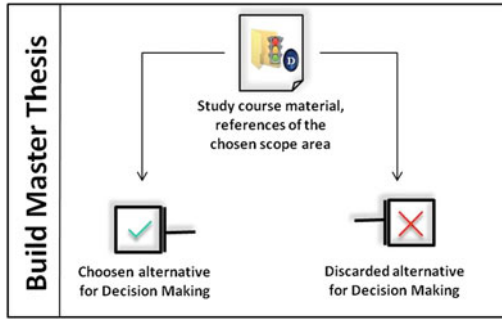 Build Master Thesis
D
Study course material,
references of the
chosen scope area
Choosen alternative
for Decision Making
Discarded alternative
for Decision Making